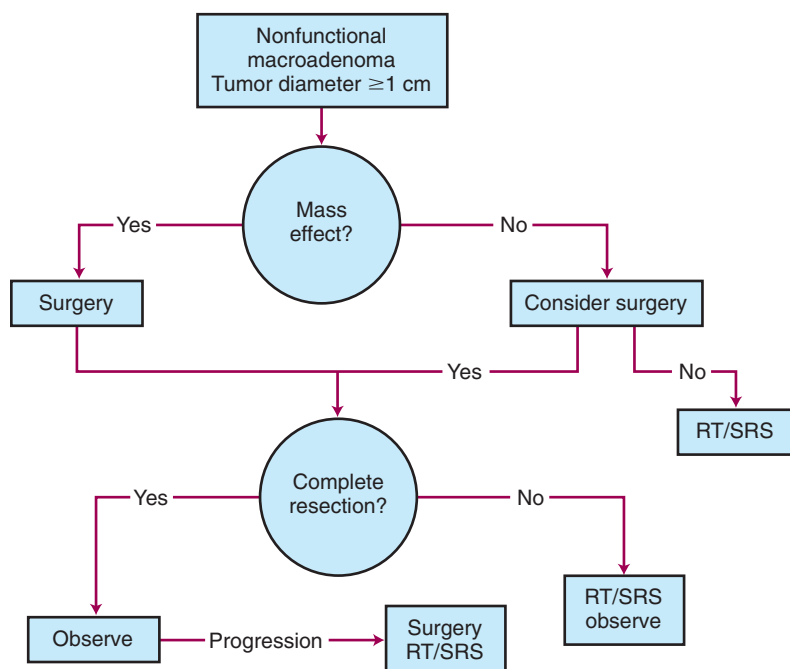 Nonfunctional
macroadenoma
Tumor diameter ≥1 cm
Mass
effect?
Yes
No
Surgery
Consider surgery
Yes
No
RT/SRS
Complete
resection?
Yes
No
Observe
Progression
Surgery
RT/SRS
RT/SRS
observe